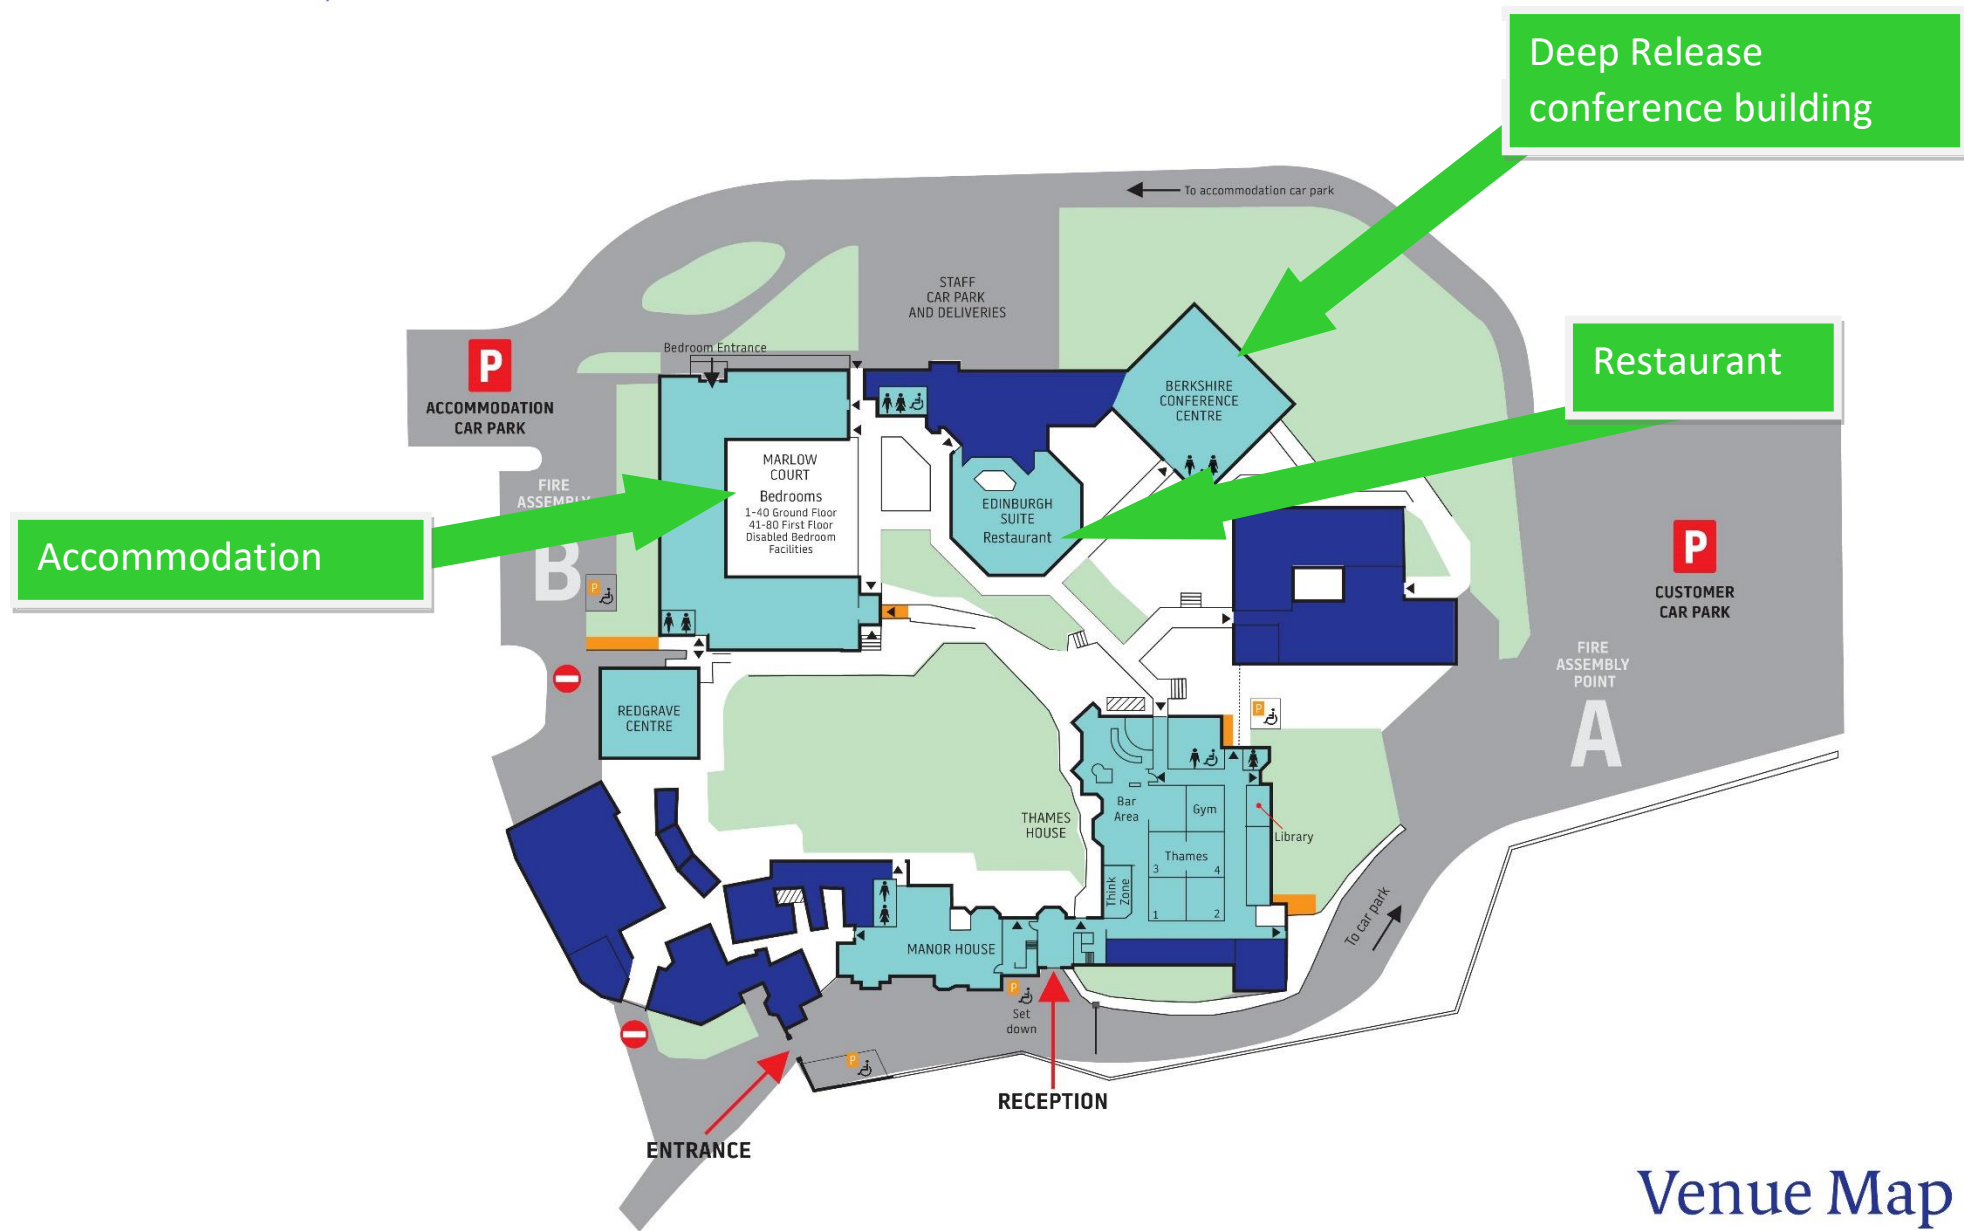 Deep Release
conference building
To accommodation car park
STAFF
CAR PARK
AND DELIVERIES
Restaurant
P
ACCOMMODATION
CAR PARK
Bedroom Entrance
BERKSHIRE
CONFERENCE
CENTRE
MARLOW
COURT
Bedrooms
1-40 Ground Floor
41-80 First Floor
Disabled Bedroom
Facilities
EDINBURGH
SUITE
Restaurant
FIRE
ASSEMBLY
B
Accommodation
P
P
CUSTOMER
CAR PARK
FIRE
ASSEMBLY
POINT
A
REDGRAVE
CENTRE
P
THAMES
HOUSE
Bar
Area
Gym
Library
Thames
3 4
Think
Zone
1 2
To car park
MANOR HOUSE
P
Set
down
P
RECEPTION
ENTRANCE
Venue Map